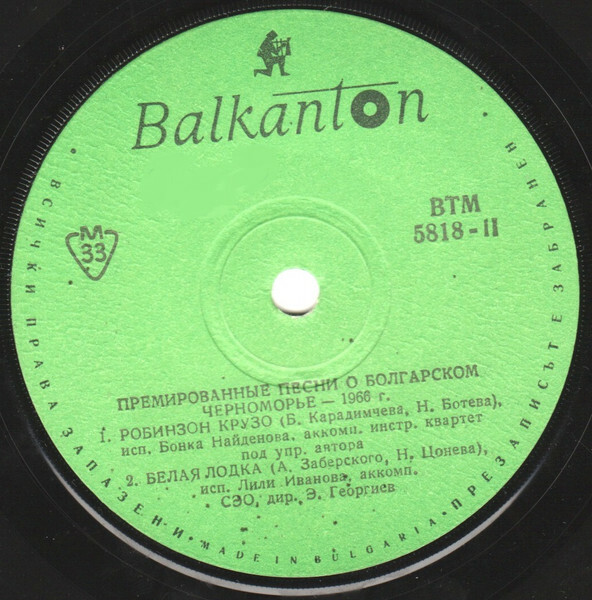 Balkanton
ВТМ
5818-II
М
33
ПРЕМИРОВАННЫЕ ПЕСНИ О БОЛГАРСКОМ
ЧЕРНОМОРЬЕ — 1966 г.
1. РОБИНЗОН КРУЗО (Б. Карадимчева, Н. Ботева),
исп. Бонка Найденова, аккомп. инстр. квартет
под упр. автора
2. БЕЛАЯ ЛОДКА (А. Заберского, Н. Цонева),
исп. Лили Иванова, аккомп.
СЭО, дир. Э. Георгиев
• ВСИЧКИ ПРАВА ЗАПАЗЕНИ • MADE IN BULGARIA • ПРЕЗАПИСЪТ Е ЗАБРАНЕН •